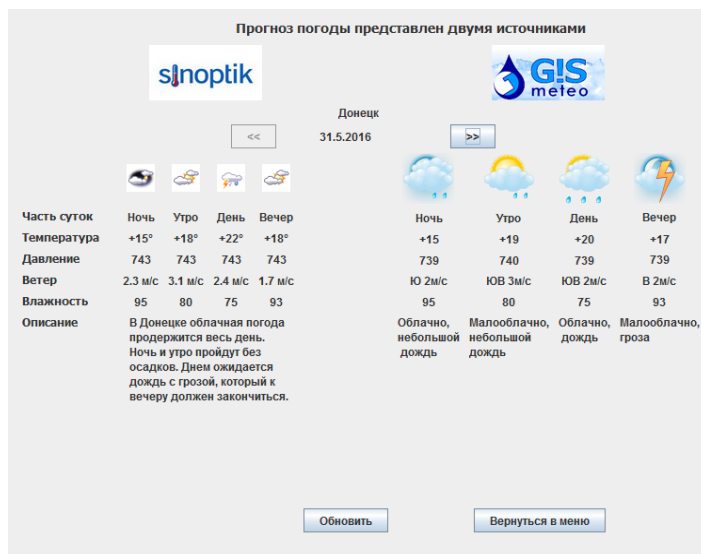 Прогноз погоды представлен двумя источниками
sinoptik
G!S
meteo
Донецк
<< 31.5.2016 >>
Часть суток Ночь Утро День Вечер Ночь Утро День Вечер
Температура +15° +18° +22° +18° +15 +19 +20 +17
Давление 743 743 743 743 739 740 739 739
Ветер 2.3 м/с 3.1 м/с 2.4 м/с 1.7 м/с Ю 2м/с ЮВ 3м/с ЮВ 2м/с В 2м/с
Влажность 95 80 75 93 95 80 75 93
Описание
В Донецке облачная погода
продержится весь день.
Ночь и утро пройдут без
осадков. Днем ожидается
дождь с грозой, который к
вечеру должен закончиться.
Облачно,
небольшой
дождь
Малооблачно,
небольшой
дождь
Облачно,
дождь
Малооблачно,
гроза
Обновить
Вернуться в меню